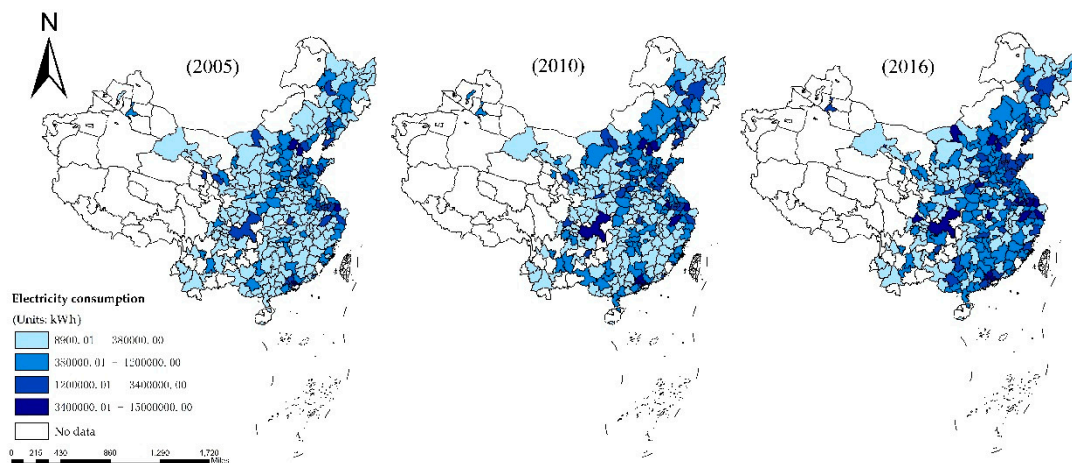 N
(2005)
(2010)
(2016)
Electricity consumption
(Units: kWh)
8900.01 - 380000.00
380000.01 - 1200000.00
1200000.01 - 3400000.00
3400000.01 - 15000000.00
No data
0 215 430 860 1,290 1,720
Miles